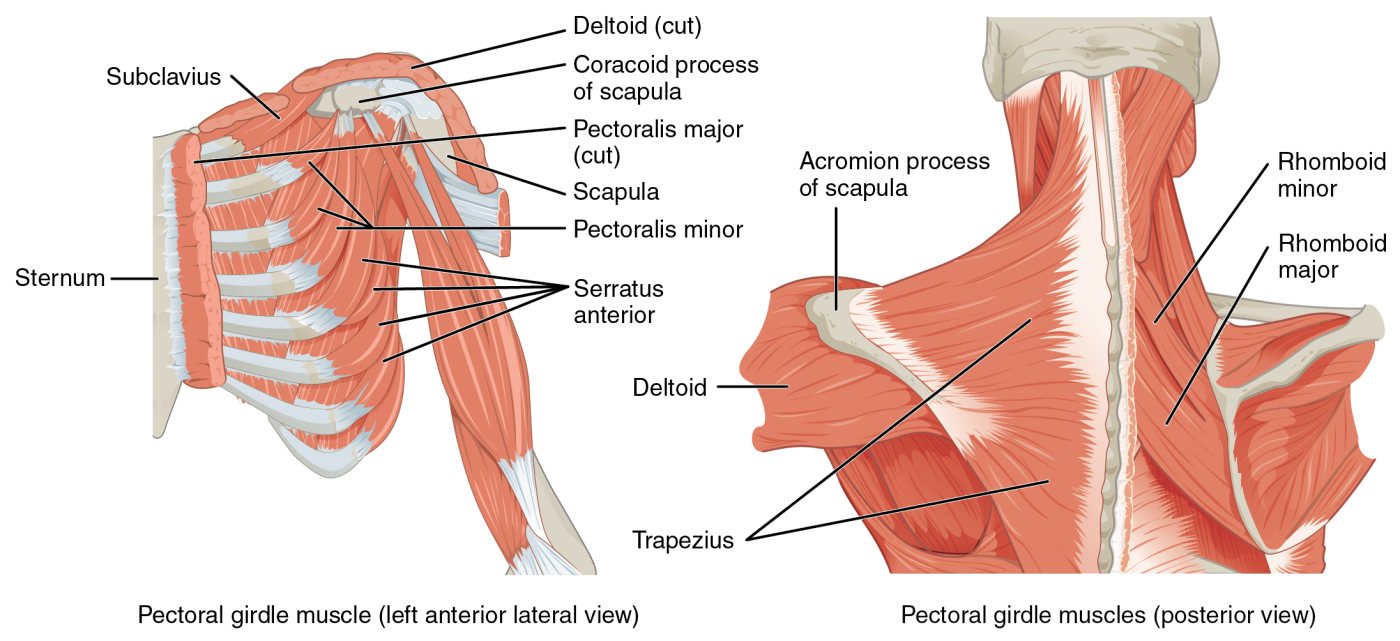 Deltoid (cut)
Coracoid process
of scapula
Subclavius
Pectoralis major
(cut)
Scapula
Pectoralis minor
Sternum
Serratus
anterior
Pectoral girdle muscle (left anterior lateral view)
Acromion process
of scapula
Rhomboid
minor
Rhomboid
major
Deltoid
Trapezius
Pectoral girdle muscles (posterior view)